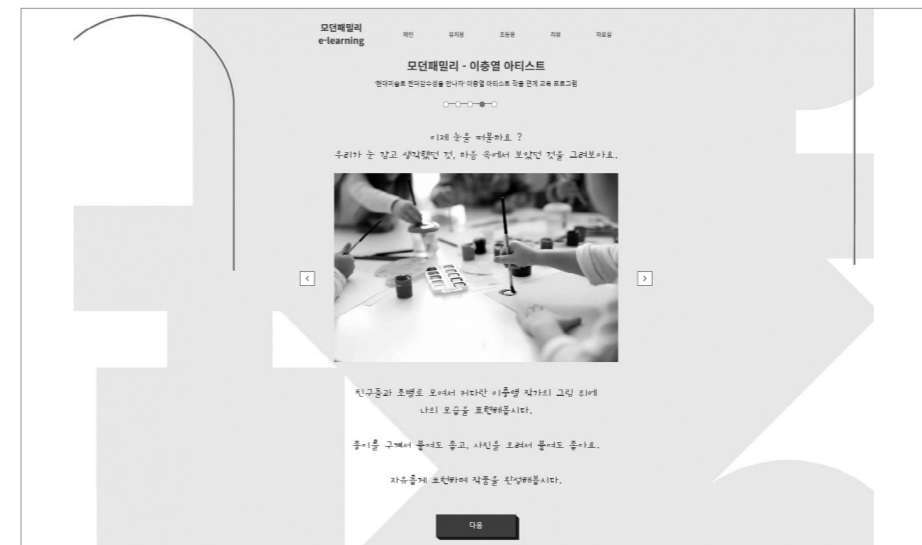 모던패밀리
e-learning
메인 유치용 초등용 리뷰 자료실
모던패밀리 - 이충열 아티스트
'현대미술로 젠더감수성을 만나자' 이충열 아티스트 작품 연계 교육 프로그램
이제 눈을 떠볼까요 ?
우리가 눈 감고 생각했던 것, 마음 속에서 보았던 것을 그려보아요.
친구들과 조별로 모여서 커다란 이충열 작가의 그림 위에
나의 모습을 표현해봅시다.
종이를 구겨서 붙여도 좋고, 사진을 오려서 붙여도 좋아요.
자유롭게 표현하며 작품을 완성해봅시다.
다음